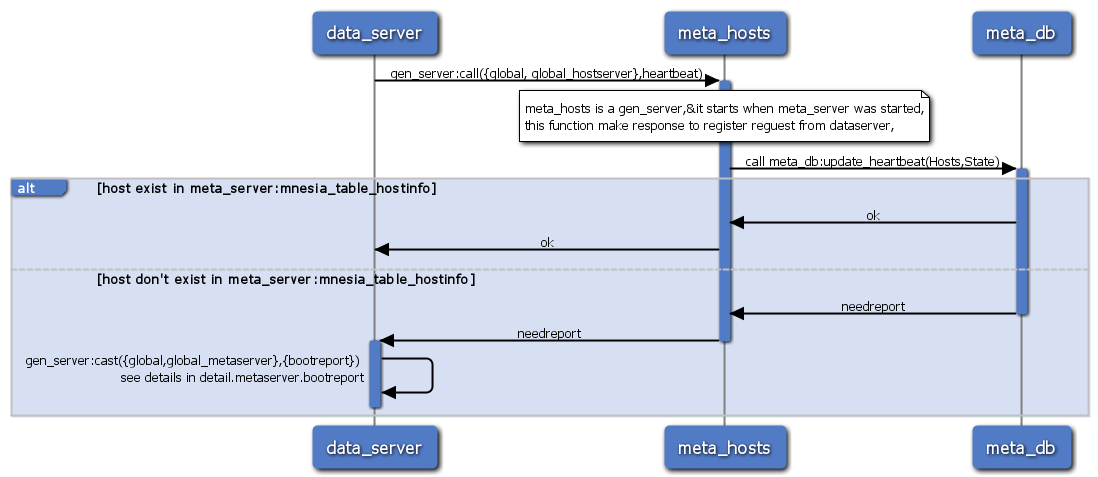 data_server
meta_hosts
meta_db
gen_server:call({global, global_hostserver},heartbeat)
meta_hosts is a gen_server,&it starts when meta_server was started,
this function make response to register reguest from dataserver,
call meta_db:update_heartbeat(Hosts,State)
alt
[host exist in meta_server:mnesia_table_hostinfo]
ok
ok
[host don't exist in meta_server:mnesia_table_hostinfo]
needreport
needreport
gen_server:cast({global,global_metaserver},{bootreport})
see details in detail.metaserver.bootreport
data_server
meta_hosts
meta_db